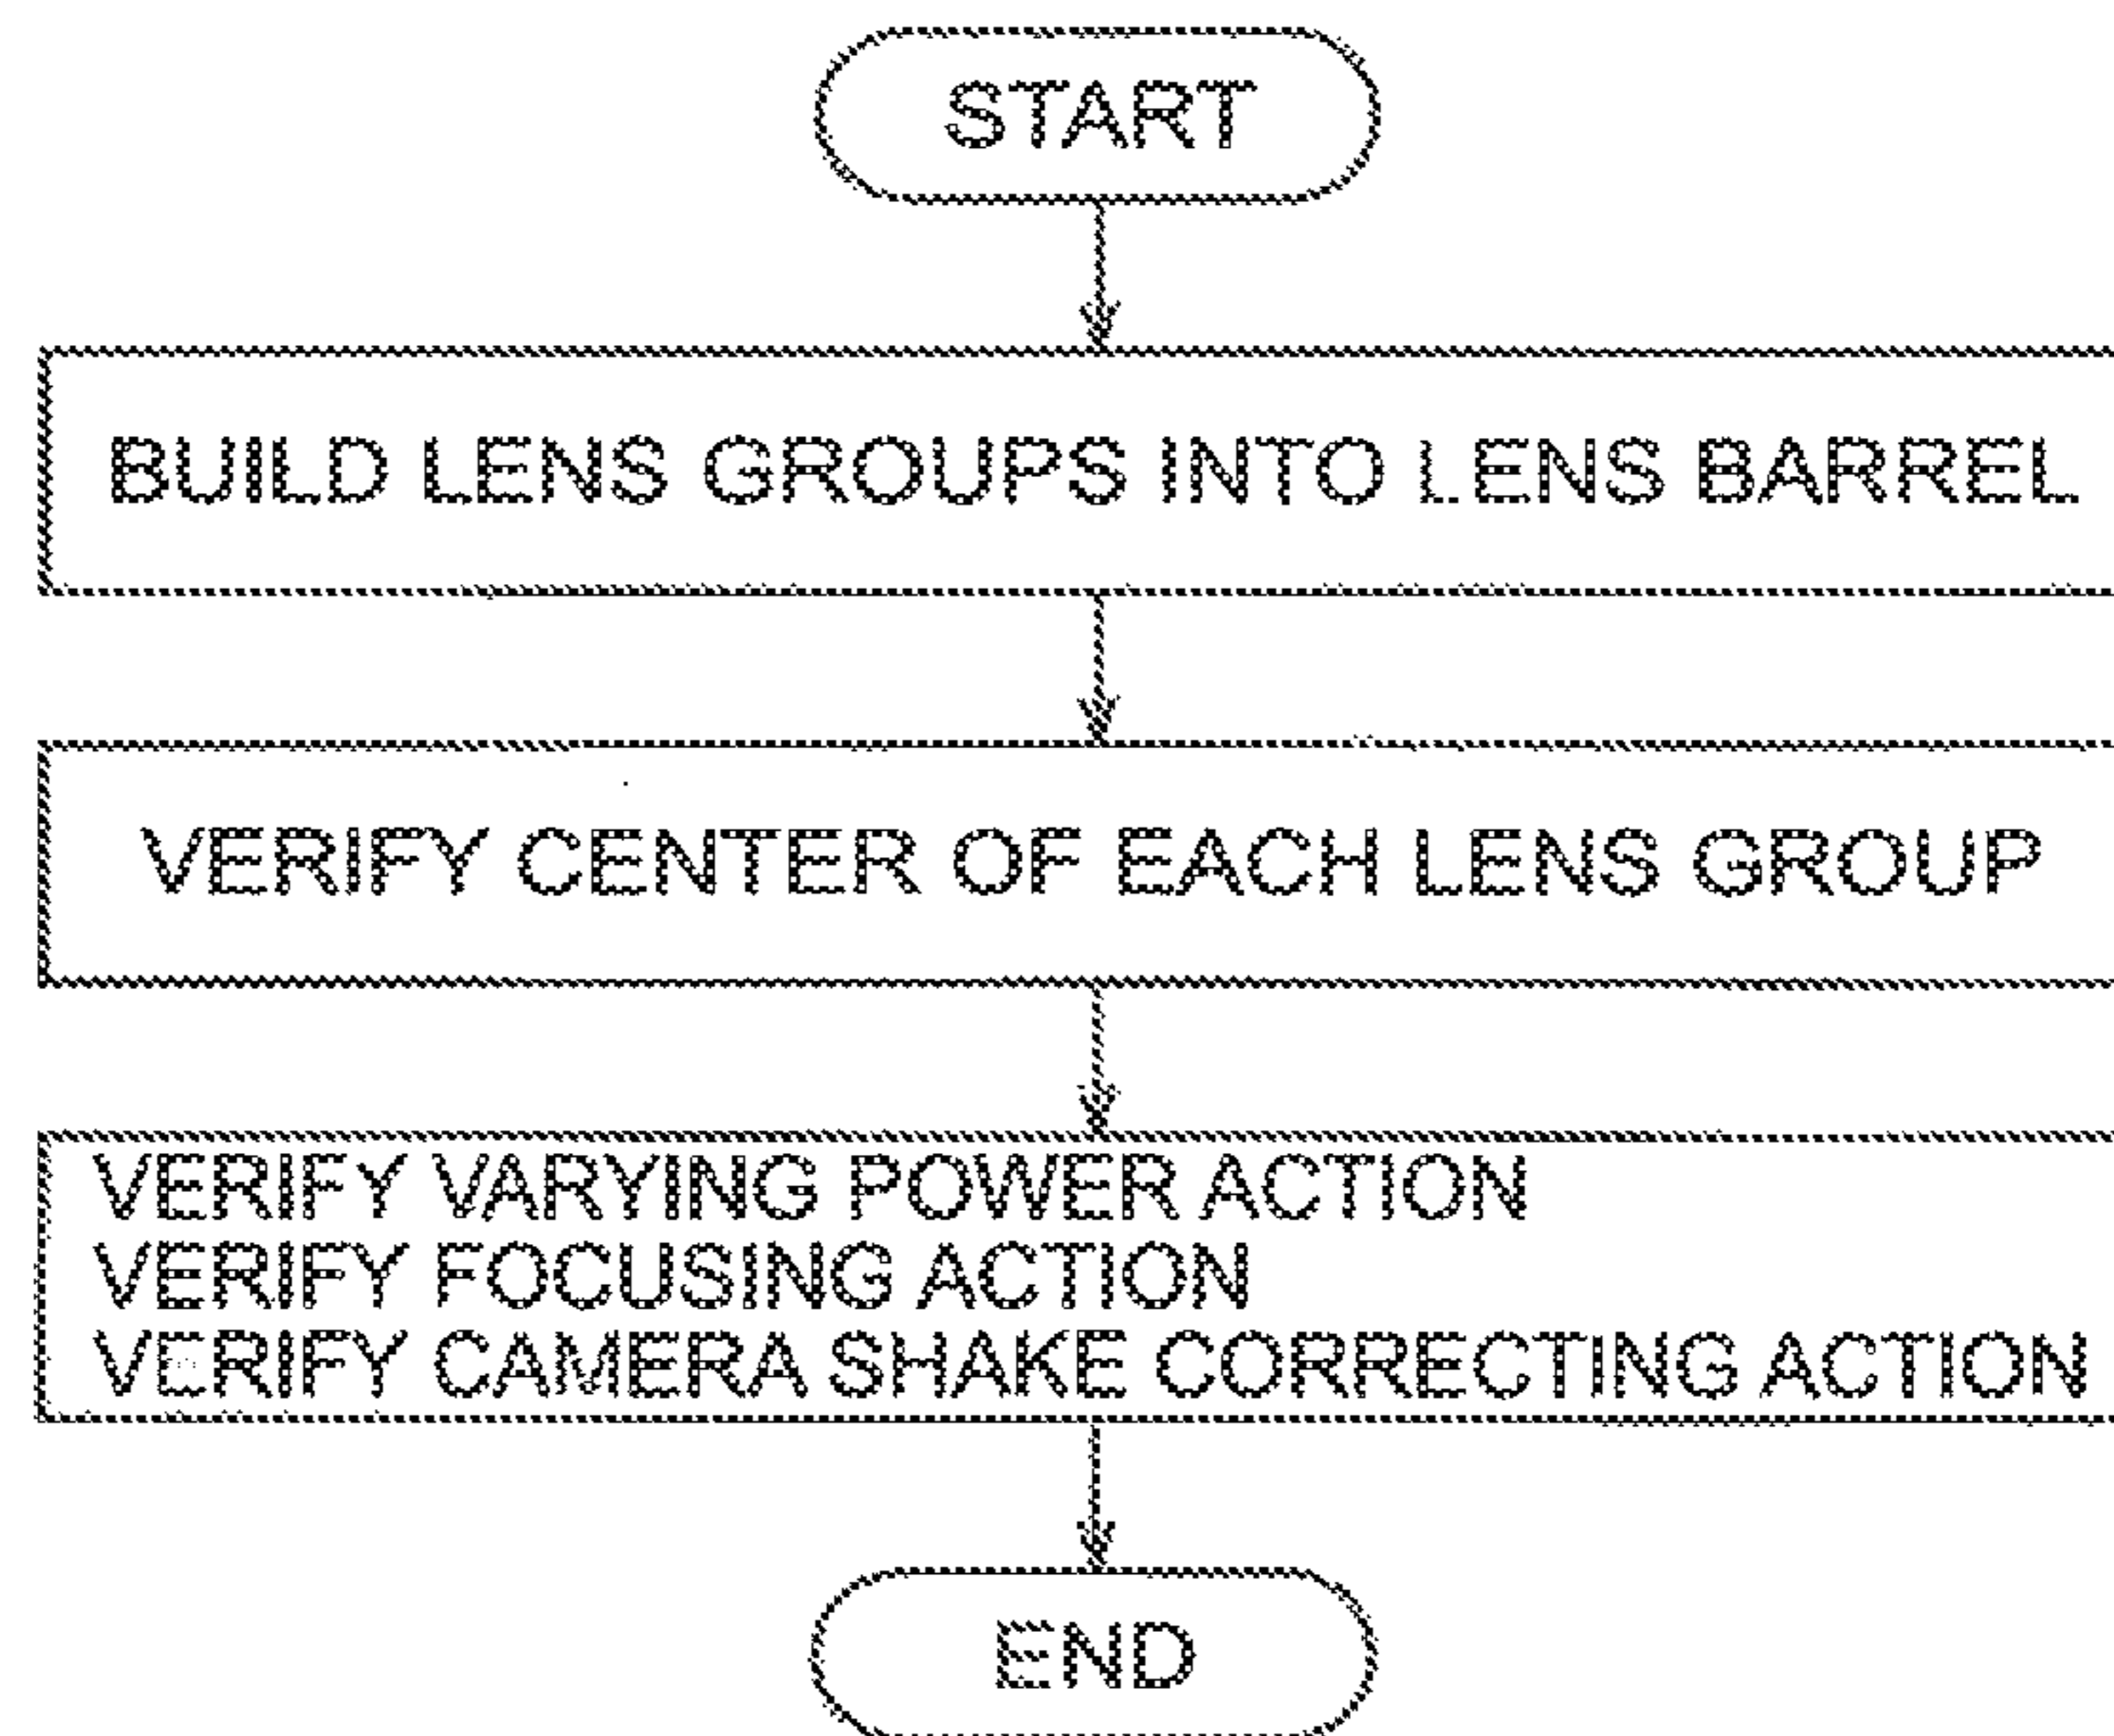 START
BUILD LENS GROUPS INTO LENS BARREL
VERIFY CENTER OF EACH LENS GROUP
VERIFY VARYING POWER ACTION
VERIFY FOCUSING ACTION
VERIFY CAMERA SHAKE CORRECTING ACTION
END